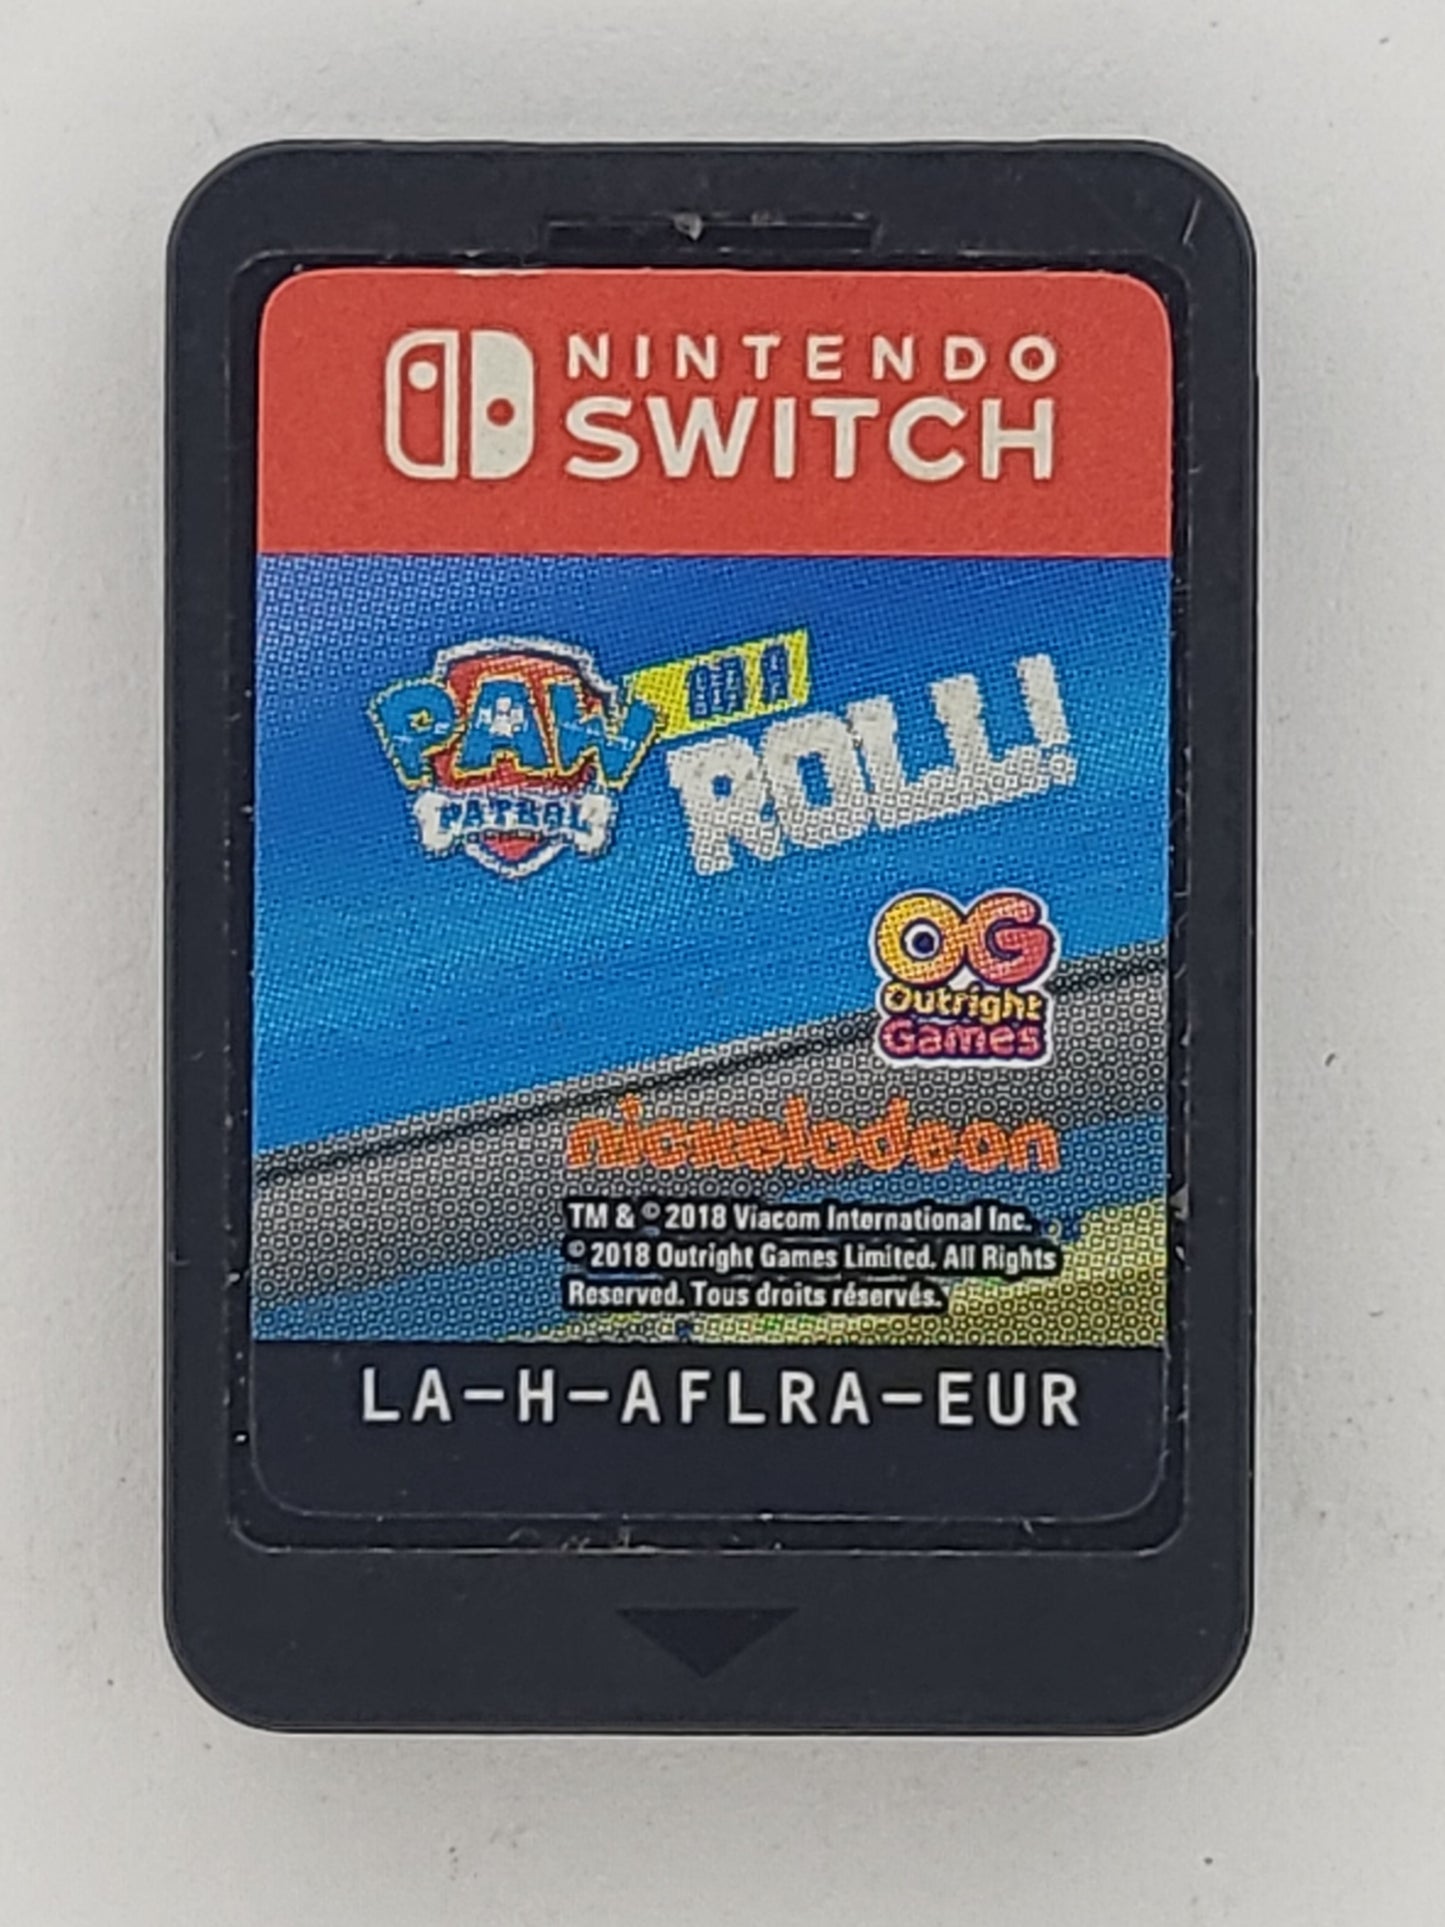 NINTENDO
SWITCH
PAW
PATROL
ON A
ROLL!
OG
Outright
Games
nickelodeon
TM & © 2018 Viacom International Inc.
© 2018 Outright Games Limited. All Rights
Reserved. Tous droits réservés.
LA-H-AFLRA-EUR